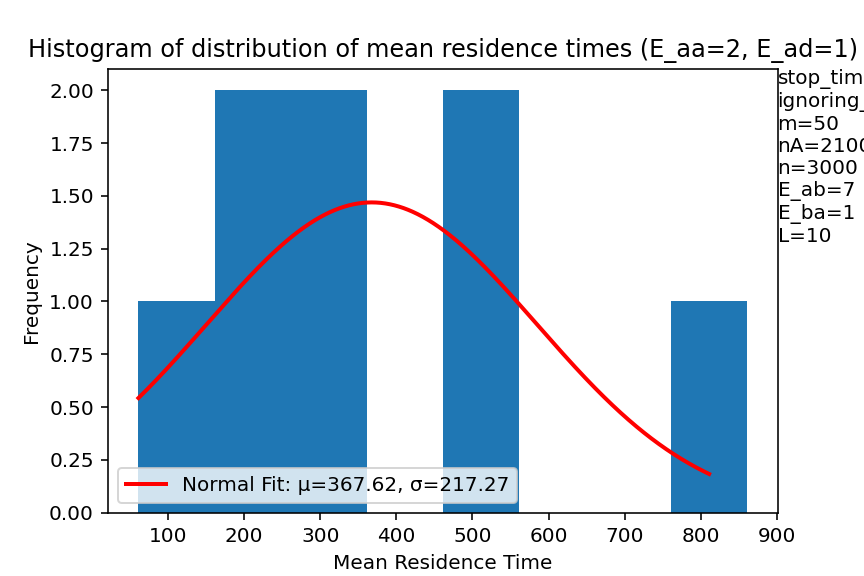 Histogram of distribution of mean residence times (E_aa=2, E_ad=1)
stop_tim
ignoring_
m=50
nA=2100
n=3000
E_ab=7
E_ba=1
L=10
2.00
1.75
1.50
1.25
1.00
0.75
0.50
0.25
0.00
Frequency
Normal Fit: μ=367.62, σ=217.27
100 200 300 400 500 600 700 800 900
Mean Residence Time